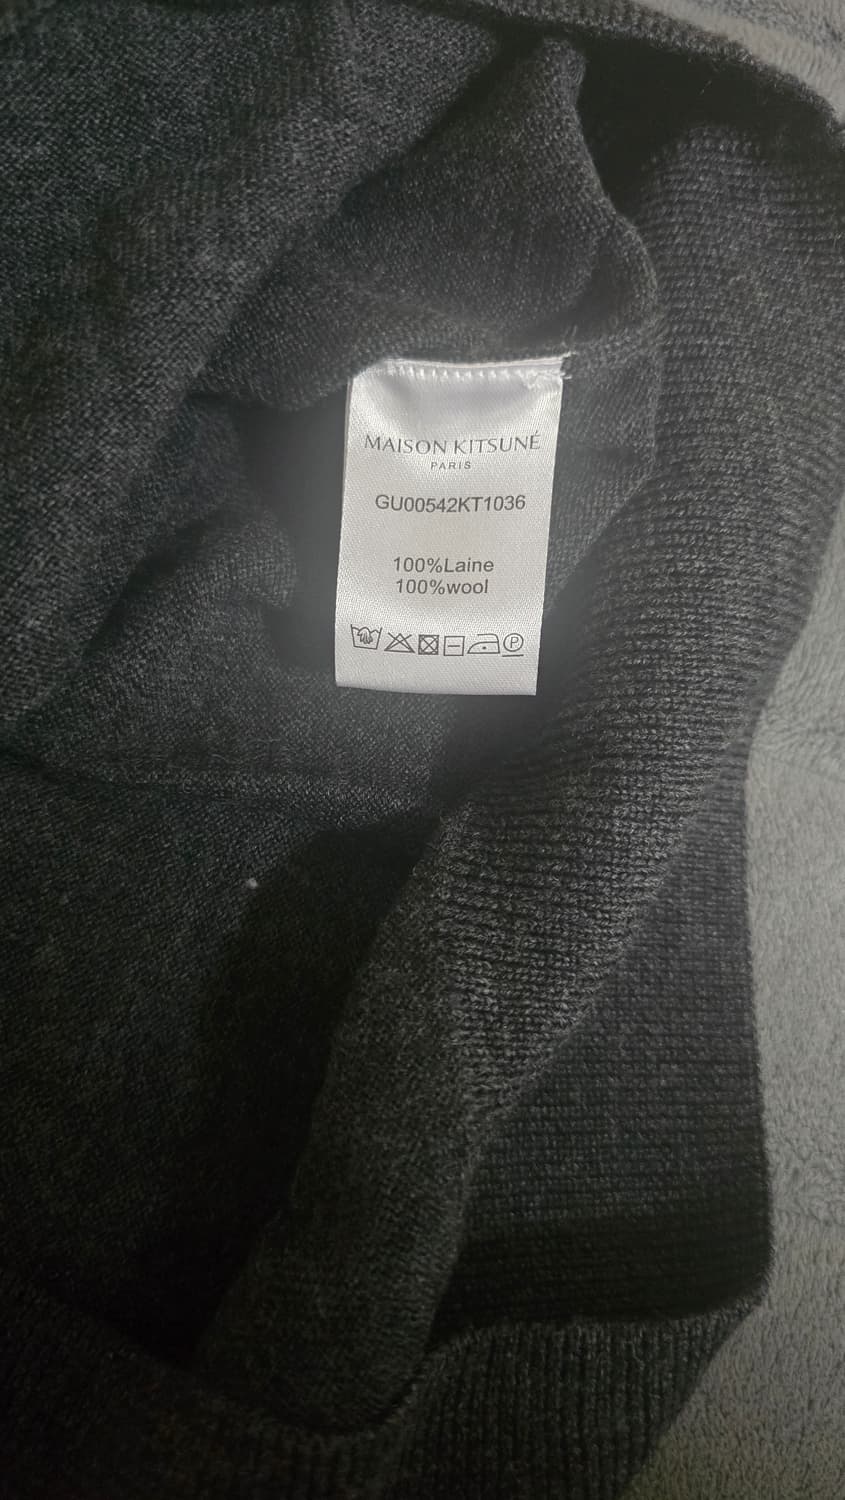 MAISON KITSUNÉ
PARIS
GU00542KT1036
100%Laine
100%wool
P